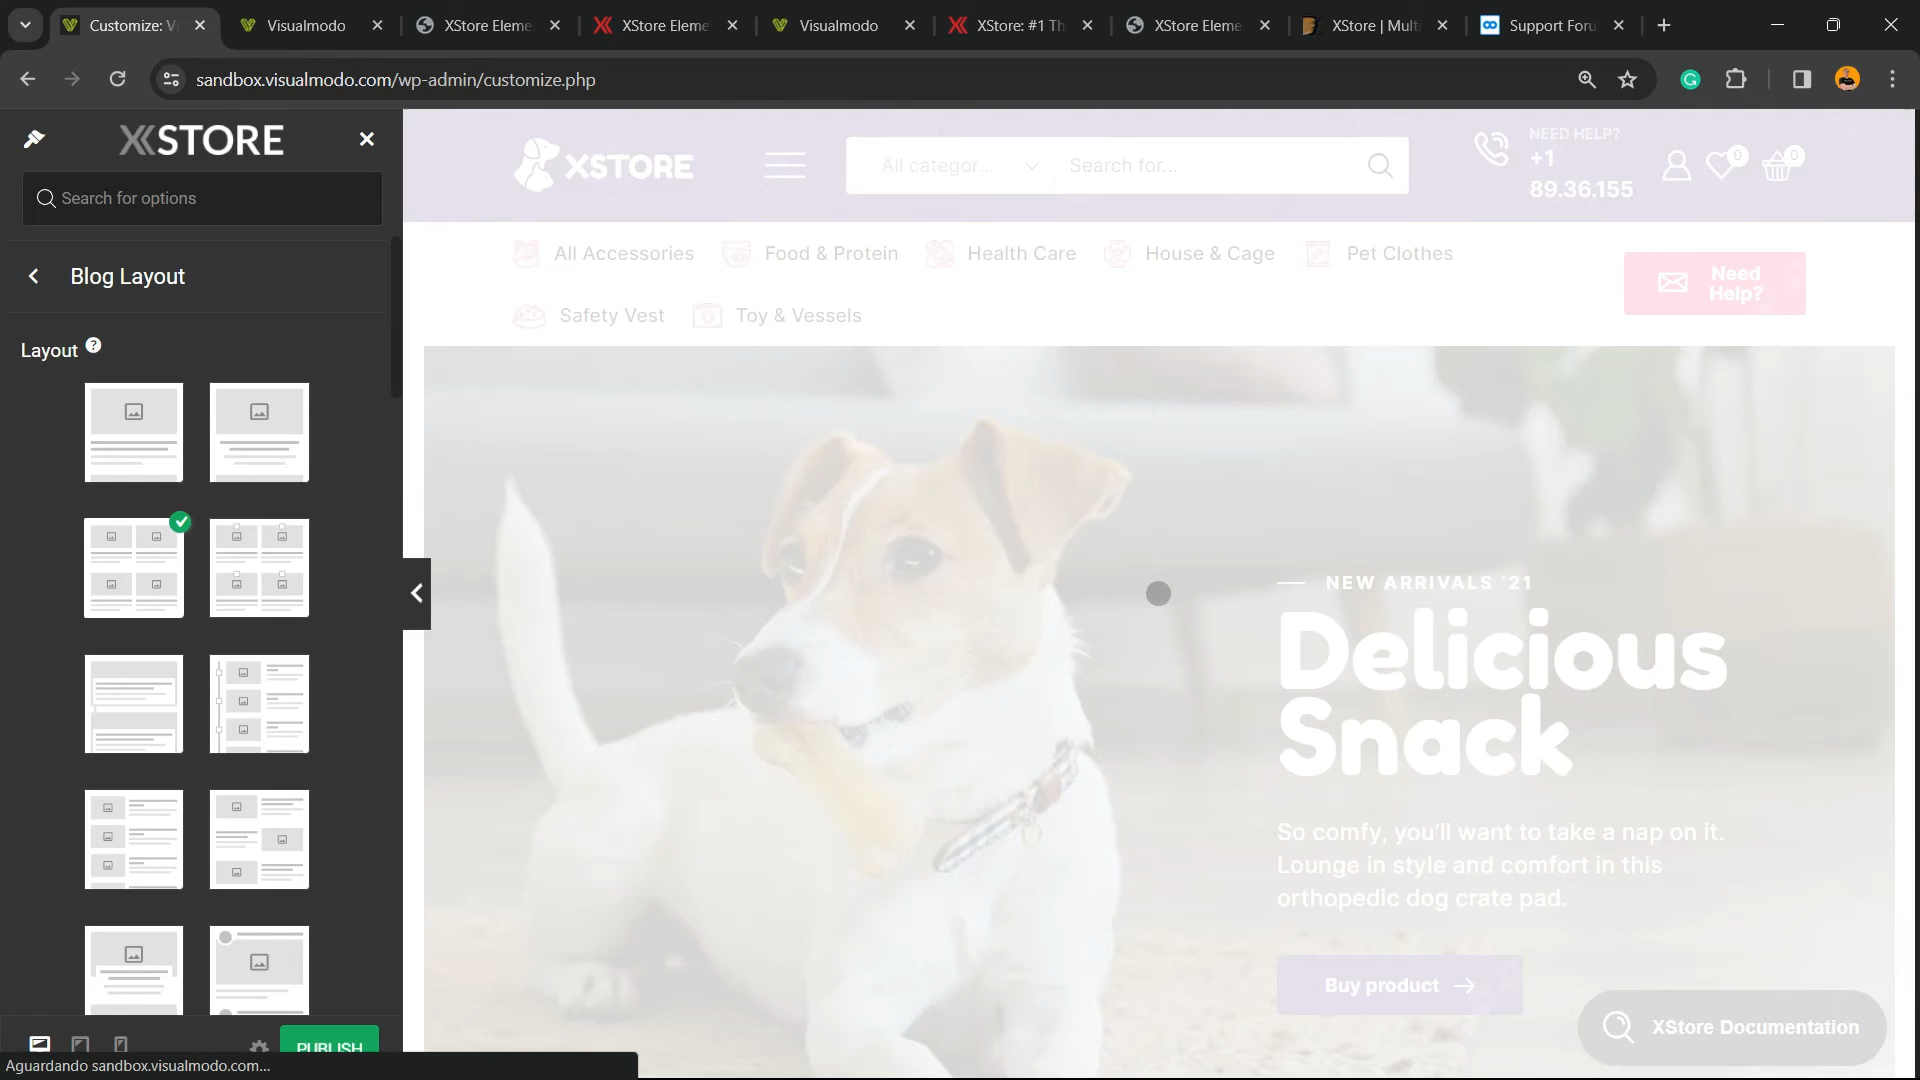 Customize: Vi
Visualmodo
XStore Eleme
XStore Eleme
Visualmodo
XStore: #1 Th
XStore Eleme
XStore | Multi
Support Foru
sandbox.visualmodo.com/wp-admin/customize.php
XSTORE
Search for options
Blog Layout
Layout ?
PUBLISH
Aguardando sandbox.visualmodo.com...
XSTORE
All categor...
Search for...
NEED HELP?
+1
89.36.155
0
0
All Accessories
Food & Protein
Health Care
House & Cage
Pet Clothes
Safety Vest
Toy & Vessels
Need
Help?
NEW ARRIVALS '21
Delicious
Snack
So comfy, you'll want to take a nap on it.
Lounge in style and comfort in this
orthopedic dog crate pad.
Buy product
XStore Documentation